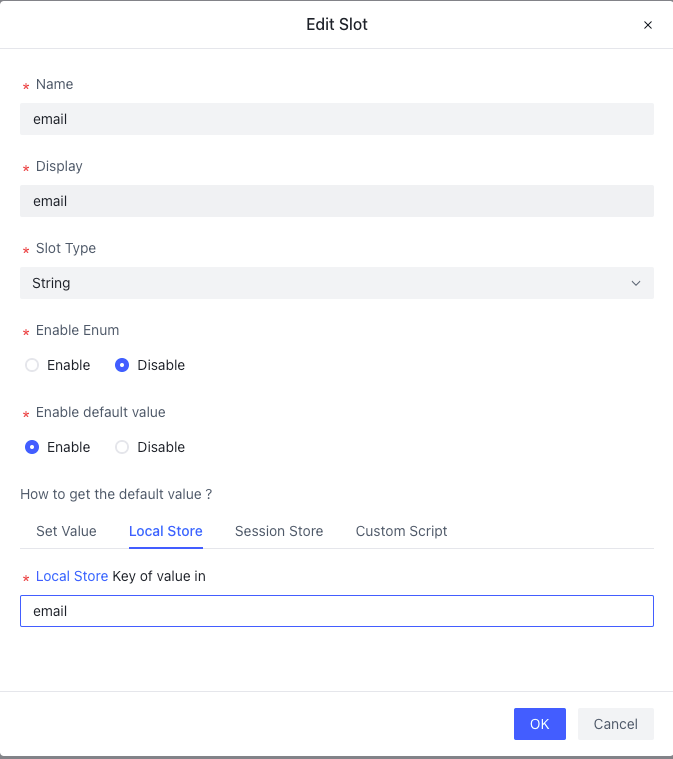 Edit Slot ×
* Name
email
* Display
email
* Slot Type
String
* Enable Enum
Enable Disable
* Enable default value
Enable Disable
How to get the default value ?
Set Value Local Store Session Store Custom Script
* Local Store Key of value in
email
OK Cancel